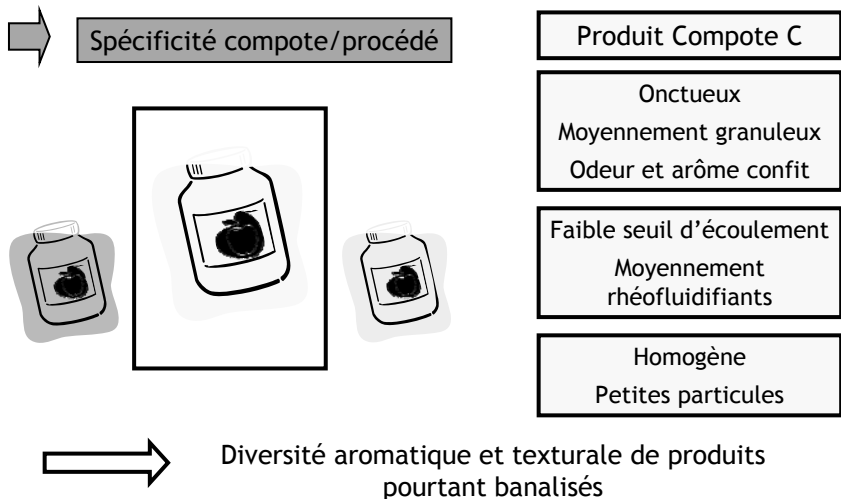 Spécificité compote/procédé
Produit Compote C
Onctueux
Moyennement granuleux
Odeur et arôme confit
Faible seuil d'écoulement
Moyennement
rhéofluidifiants
Homogène
Petites particules
Diversité aromatique et texturale de produits
pourtant banalisés